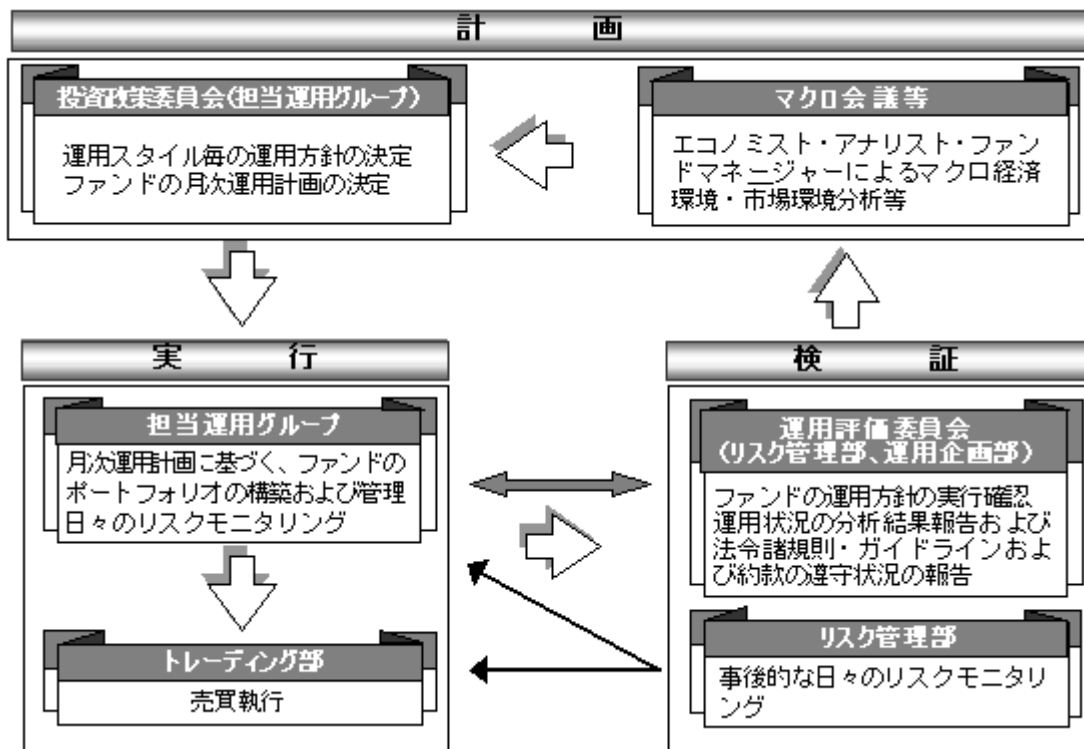 計画
投資政策委員会(担当運用グループ)
運用スタイル毎の運用方針の決定
ファンドの月次運用計画の決定
マクロ会議等
エコノミスト・アナリスト・ファン
ドマネージャーによるマクロ経済
環境・市場環境分析等
実行
担当運用グループ
月次運用計画に基づく、ファンドの
ポートフォリオの構築および管理
日々のリスクモニタリング
トレーディング部
売買執行
検証
運用評価委員会
(リスク管理部、運用企画部)
ファンドの運用方針の実行確認
運用状況の分析結果報告および
法令諸規則・ガイドラインおよ
び約款の遵守状況の報告
リスク管理部
事後的な日々のリスクモニタリ
ング